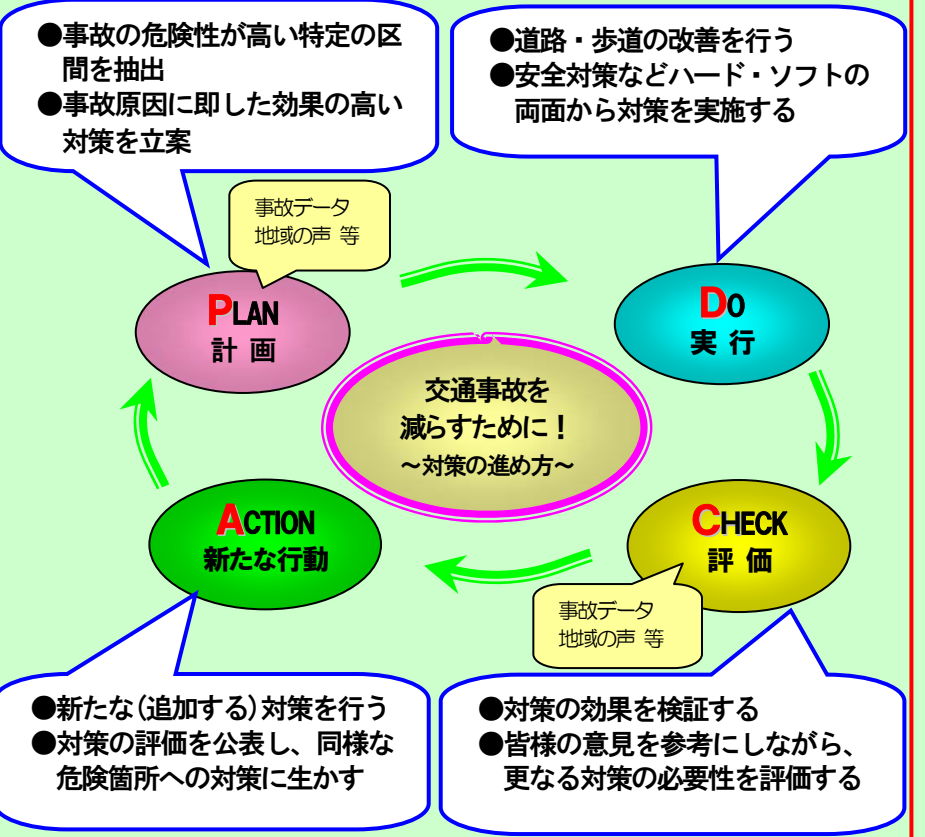 ●事故の危険性が高い特定の区
間を抽出
●事故原因に即した効果の高い
対策を立案
●道路・歩道の改善を行う
●安全対策などハード・ソフトの
両面から対策を実施する
事故データ
地域の声 等
PLAN
計 画
DO
実 行
交通事故を
減らすために！
～対策の進め方～
ACTION
新たな行動
CHECK
評 価
事故データ
地域の声 等
●新たな(追加する)対策を行う
●対策の評価を公表し、同様な
危険箇所への対策に生かす
●対策の効果を検証する
●皆様の意見を参考にしながら、
更なる対策の必要性を評価する